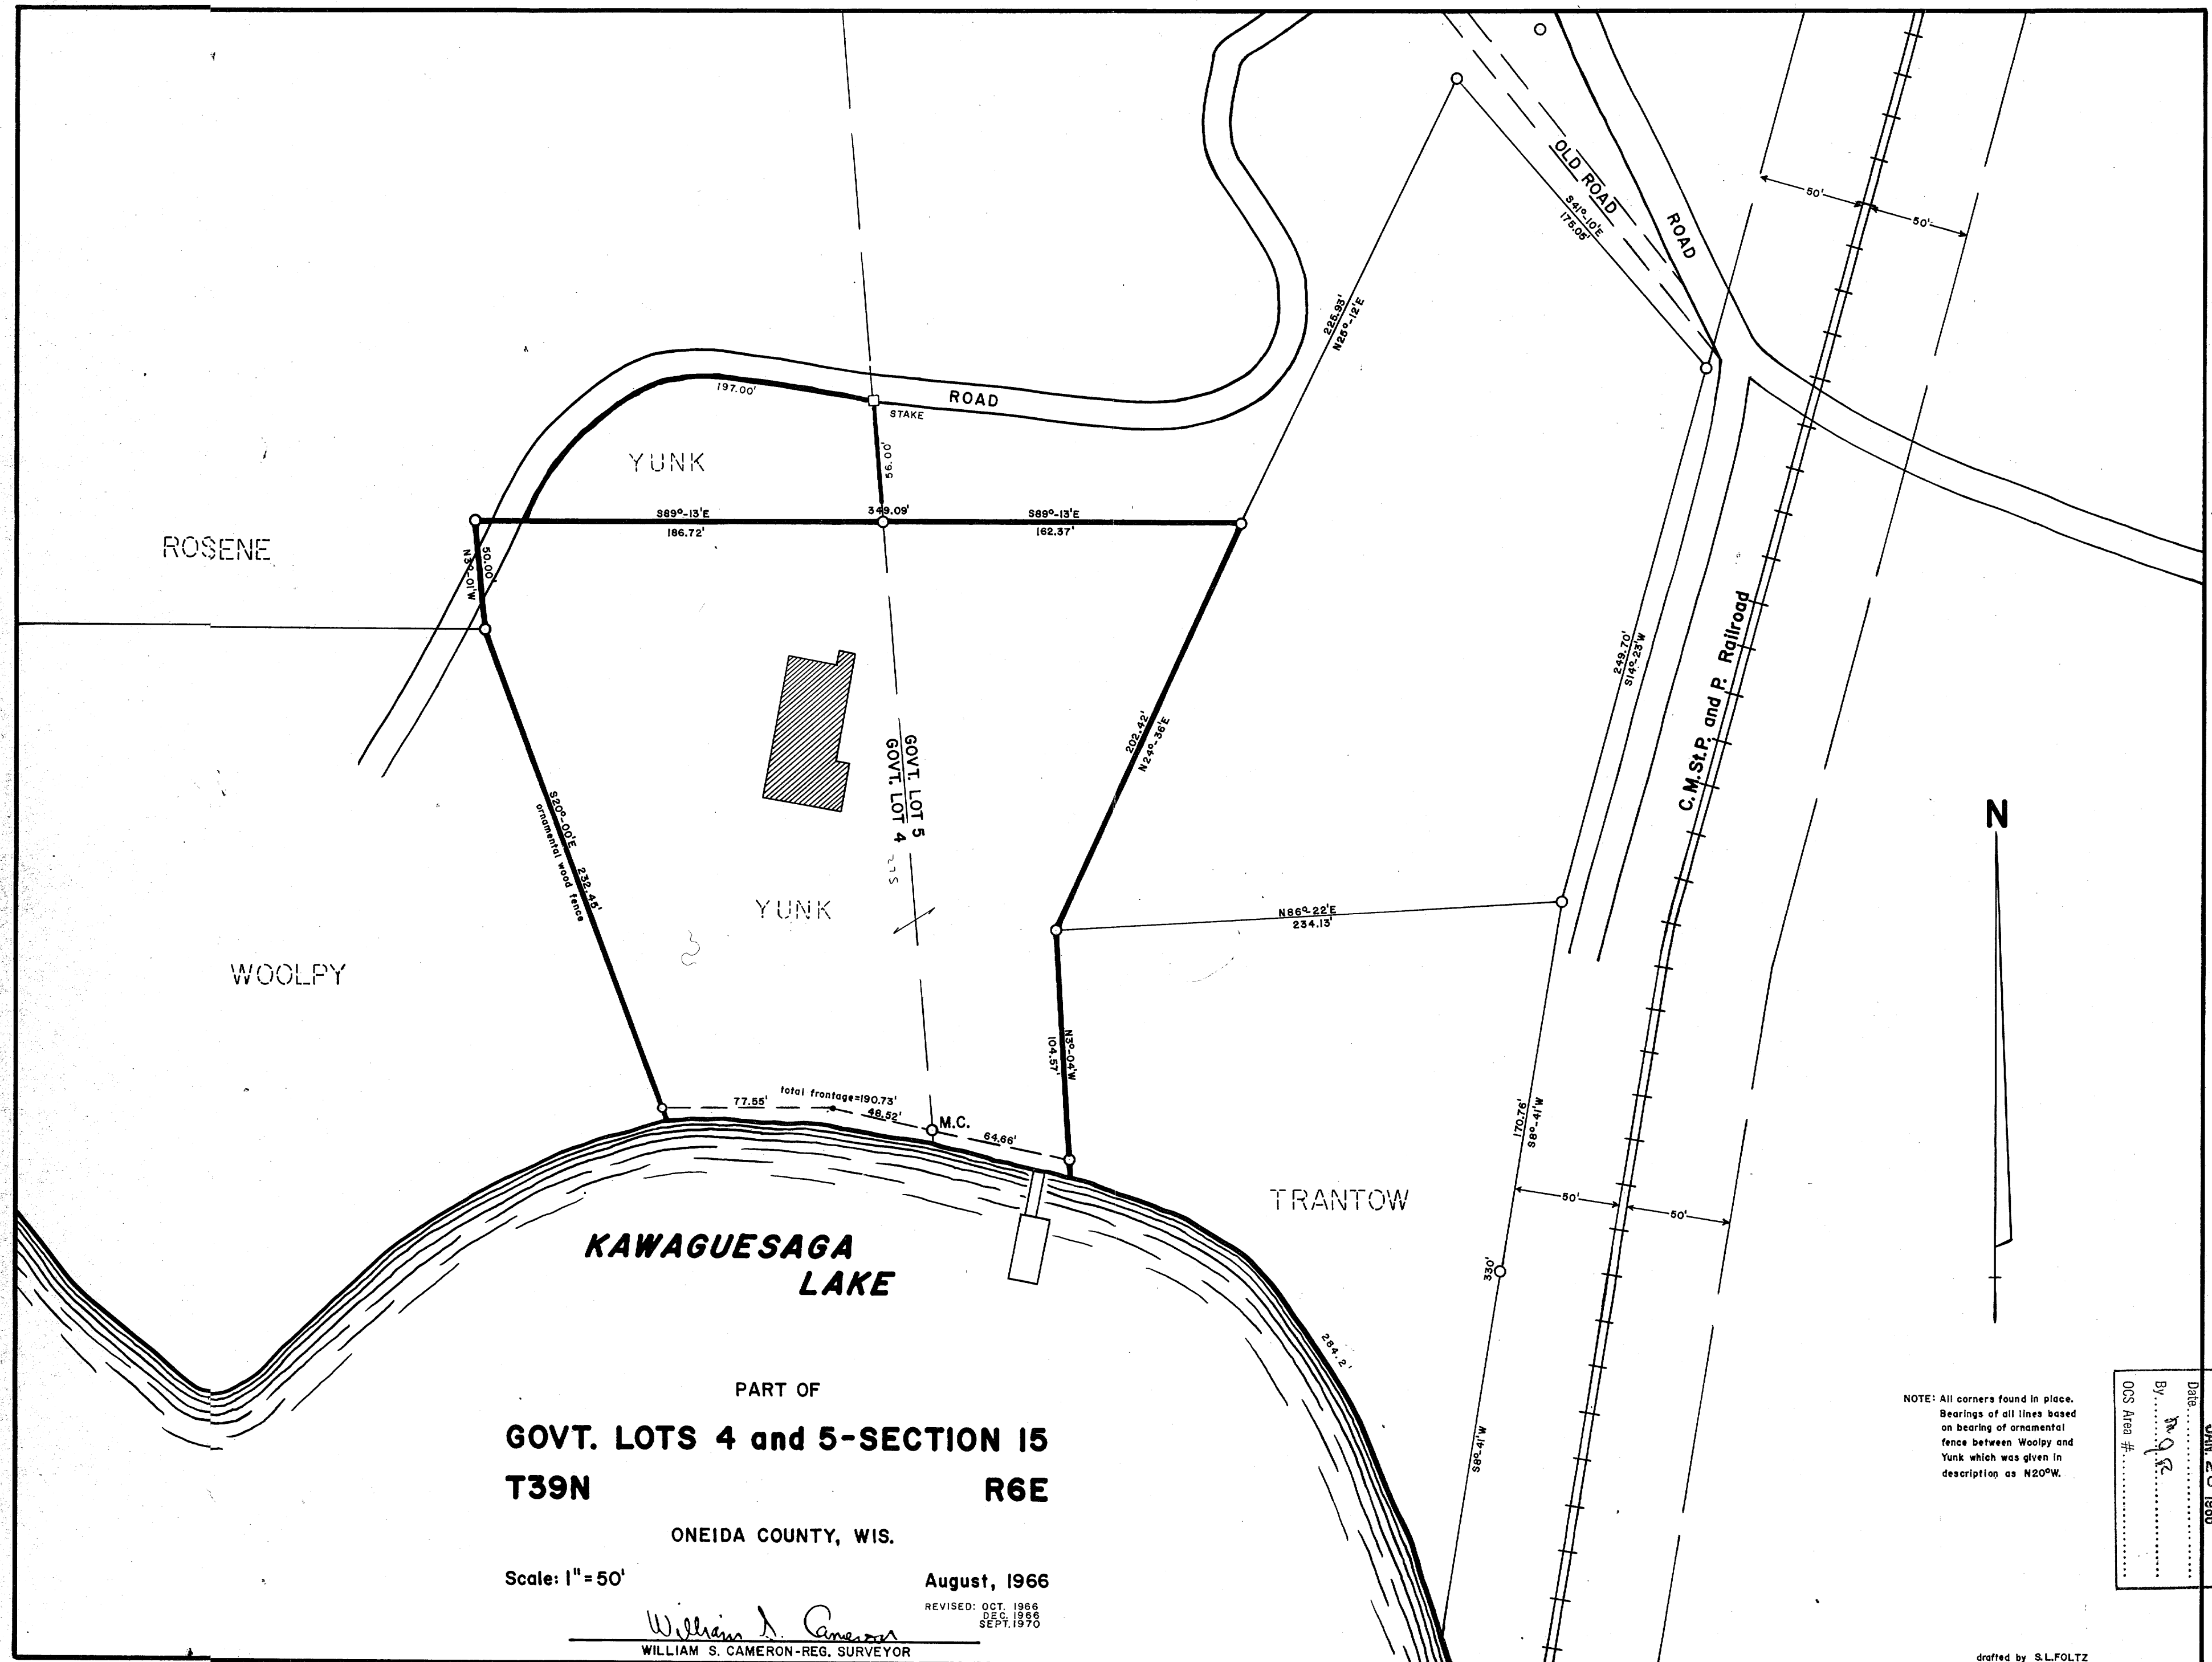 OLD ROAD
S41°-10'E
175.05'
ROAD
50'
50'
225.93'
N25°-12'E
197.00'
STAKE
ROAD
YUNK
56.00'
S89°-13'E
349.09'
S89°-13'E
186.72'
162.37'
ROSENE
50.00'
N3°-01'W
249.70'
S14°-23'W
C.M.St.P. and P. Railroad
202.42'
N24°-36'E
GOVT. LOT 5
GOVT. LOT 4
S20°-00'E 232.45'
ornamental wood fence
N
YUNK
N86°-22'E
234.13'
WOOLPY
N3°-04'W
104.57'
total frontage=190.73'
77.55'
48.52'
M.C.
64.66'
170.76'
S8°-41'W
TRANTOW
50'
50'
KAWAGUESAGA
LAKE
330'
284.2'
S8°-41'W
PART OF
GOVT. LOTS 4 and 5-SECTION 15
T39N R6E
ONEIDA COUNTY, WIS.
Scale: 1"=50' August, 1966
REVISED: OCT. 1966
DEC. 1966
SEPT. 1970
William S. Cameron
WILLIAM S. CAMERON-REG. SURVEYOR
NOTE: All corners found in place.
Bearings of all lines based
on bearing of ornamental
fence between Woolpy and
Yunk which was given in
description as N20°W.
Date
By
OCS Area #
drafted by S.L.FOLTZ